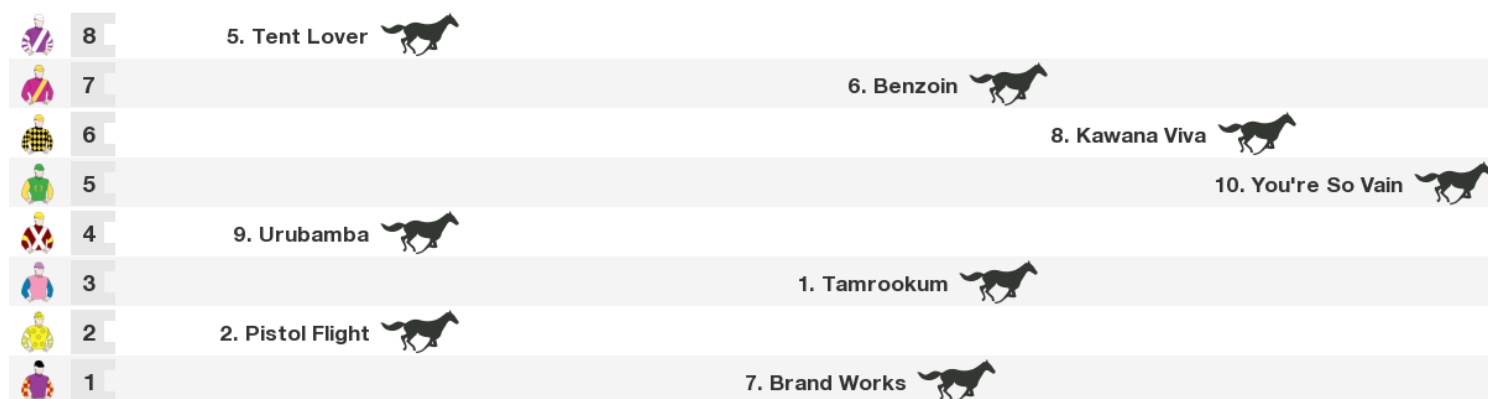 8 5. Tent Lover
7 6. Benzoin
6 8. Kawana Viva
5 10. You're So Vain
4 9. Urubamba
3 1. Tamrookum
2 2. Pistol Flight
1 7. Brand Works